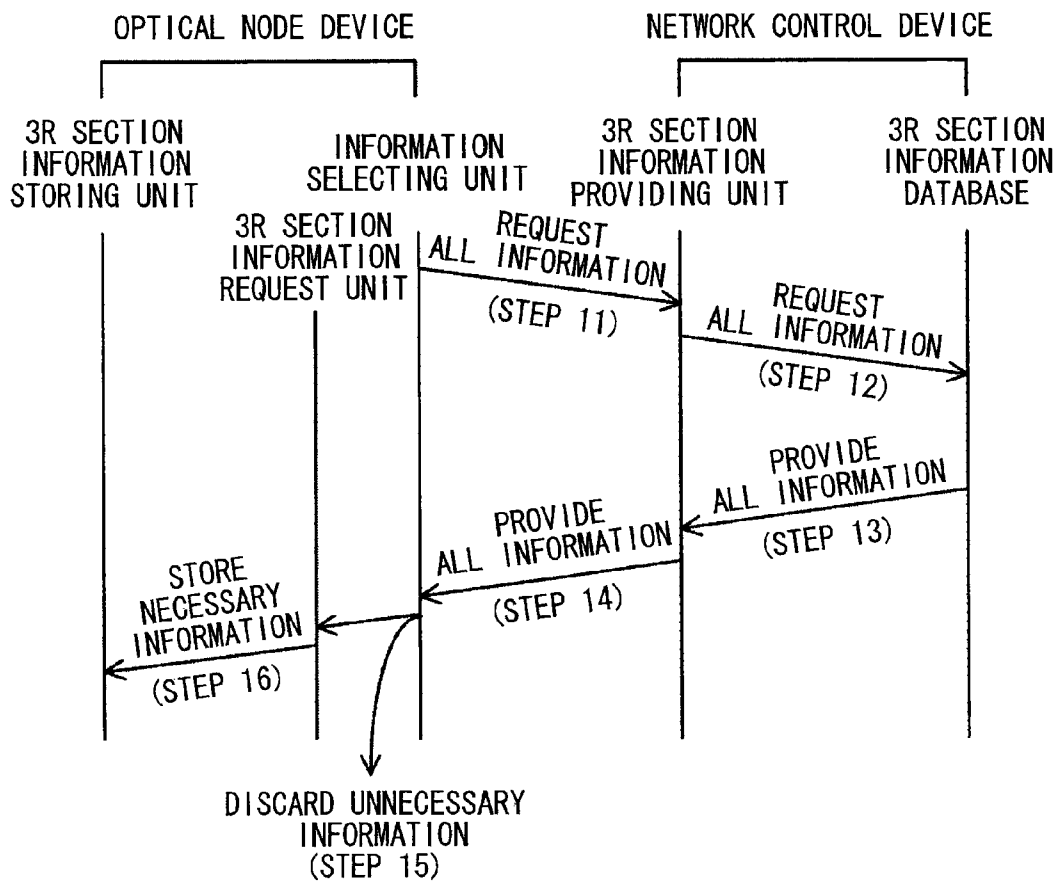 OPTICAL NODE DEVICE
NETWORK CONTROL DEVICE
3R SECTION
INFORMATION
STORING UNIT
INFORMATION
SELECTING UNIT
3R SECTION
INFORMATION
PROVIDING UNIT
3R SECTION
INFORMATION
DATABASE
3R SECTION
INFORMATION
REQUEST UNIT
REQUEST
ALL INFORMATION
(STEP 11)
REQUEST
ALL INFORMATION
(STEP 12)
PROVIDE
ALL INFORMATION
(STEP 13)
PROVIDE
ALL INFORMATION
(STEP 14)
STORE
NECESSARY
INFORMATION
(STEP 16)
DISCARD UNNECESSARY
INFORMATION
(STEP 15)